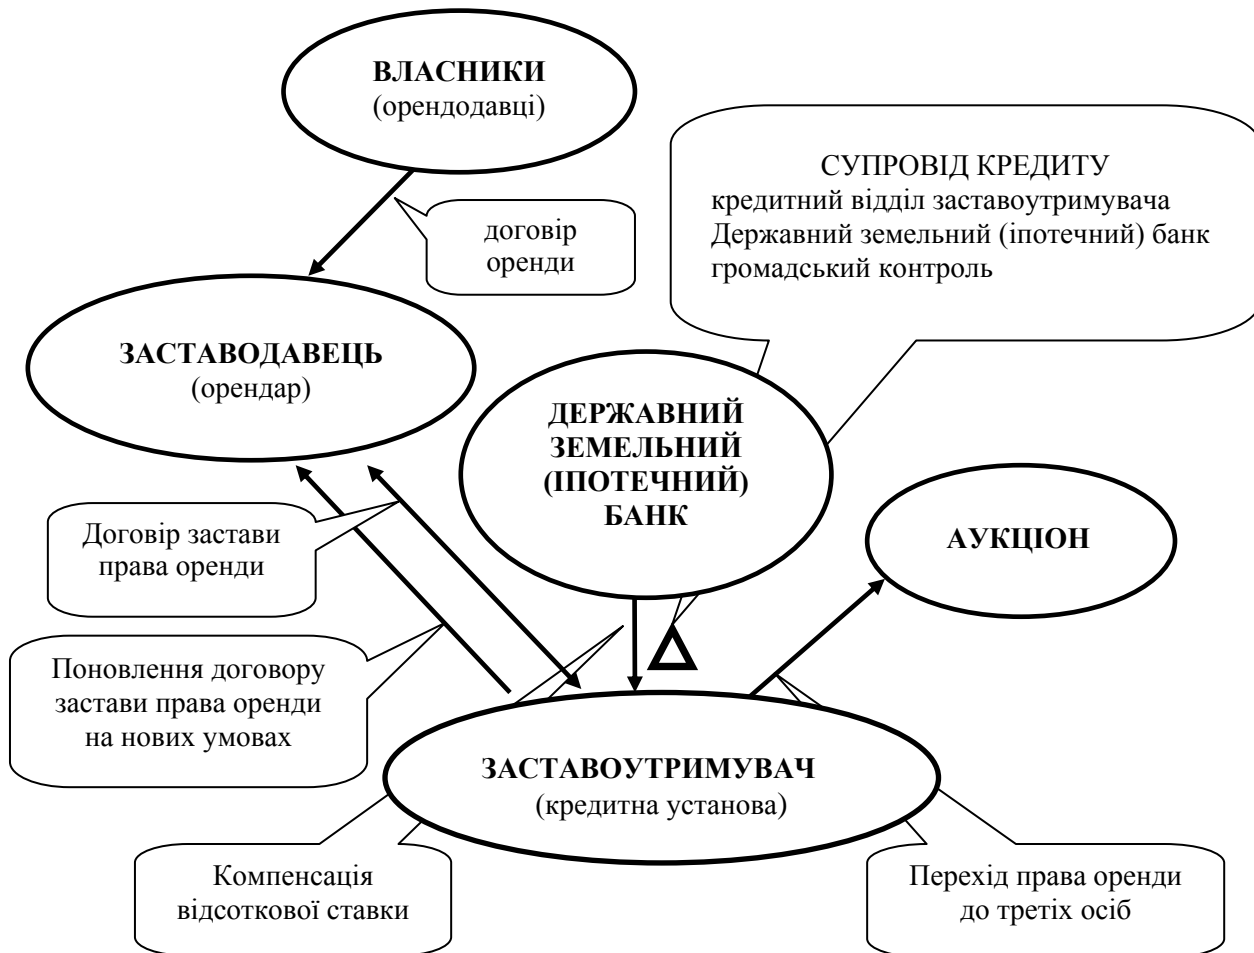 ВЛАСНИКИ
(орендодавці)
СУПРОВІД КРЕДИТУ
кредитний відділ заставоутримувача
Державний земельний (іпотечний) банк
громадський контроль
договір
оренди
ЗАСТАВОДАВЕЦЬ
(орендар)
ДЕРЖАВНИЙ
ЗЕМЕЛЬНИЙ
(ІПОТЕЧНИЙ)
БАНК
АУКЦІОН
Договір застави
права оренди
Поновлення договору
застави права оренди
на нових умовах
ЗАСТАВОУТРИМУВАЧ
(кредитна установа)
Компенсація
відсоткової ставки
Перехід права оренди
до третіх осіб